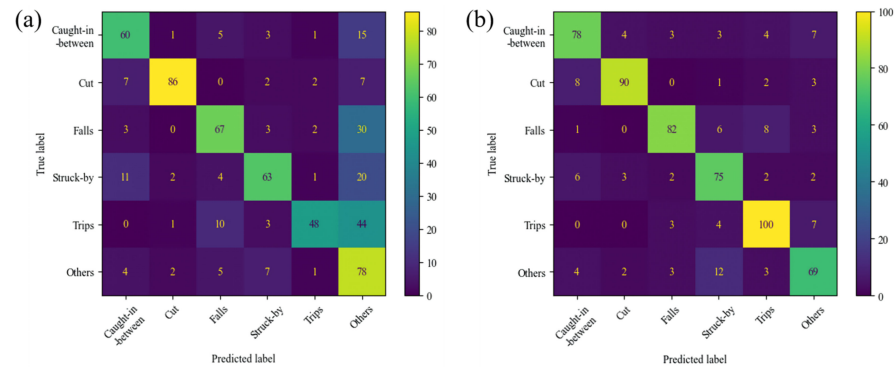 (a)
Caught-in
-between
Cut
Falls
Struck-by
Trips
Others
True label
60 1 5 3 1 15
7 86 0 2 2 7
3 0 67 3 2 30
11 2 4 63 1 20
0 1 10 3 48 44
4 2 5 7 1 78
Caught-in
-between
Cut
Falls
Struck-by
Trips
Others
Predicted label
80
70
60
50
40
30
20
10
0
(b)
Caught-in
-between
Cut
Falls
Struck-by
Trips
Others
True label
78 4 3 3 4 7
8 90 0 1 2 3
1 0 82 6 8 3
6 3 2 75 2 2
0 0 3 4 100 7
4 2 3 12 3 69
Caught-in
-between
Cut
Falls
Struck-by
Trips
Others
Predicted label
100
80
60
40
20
0